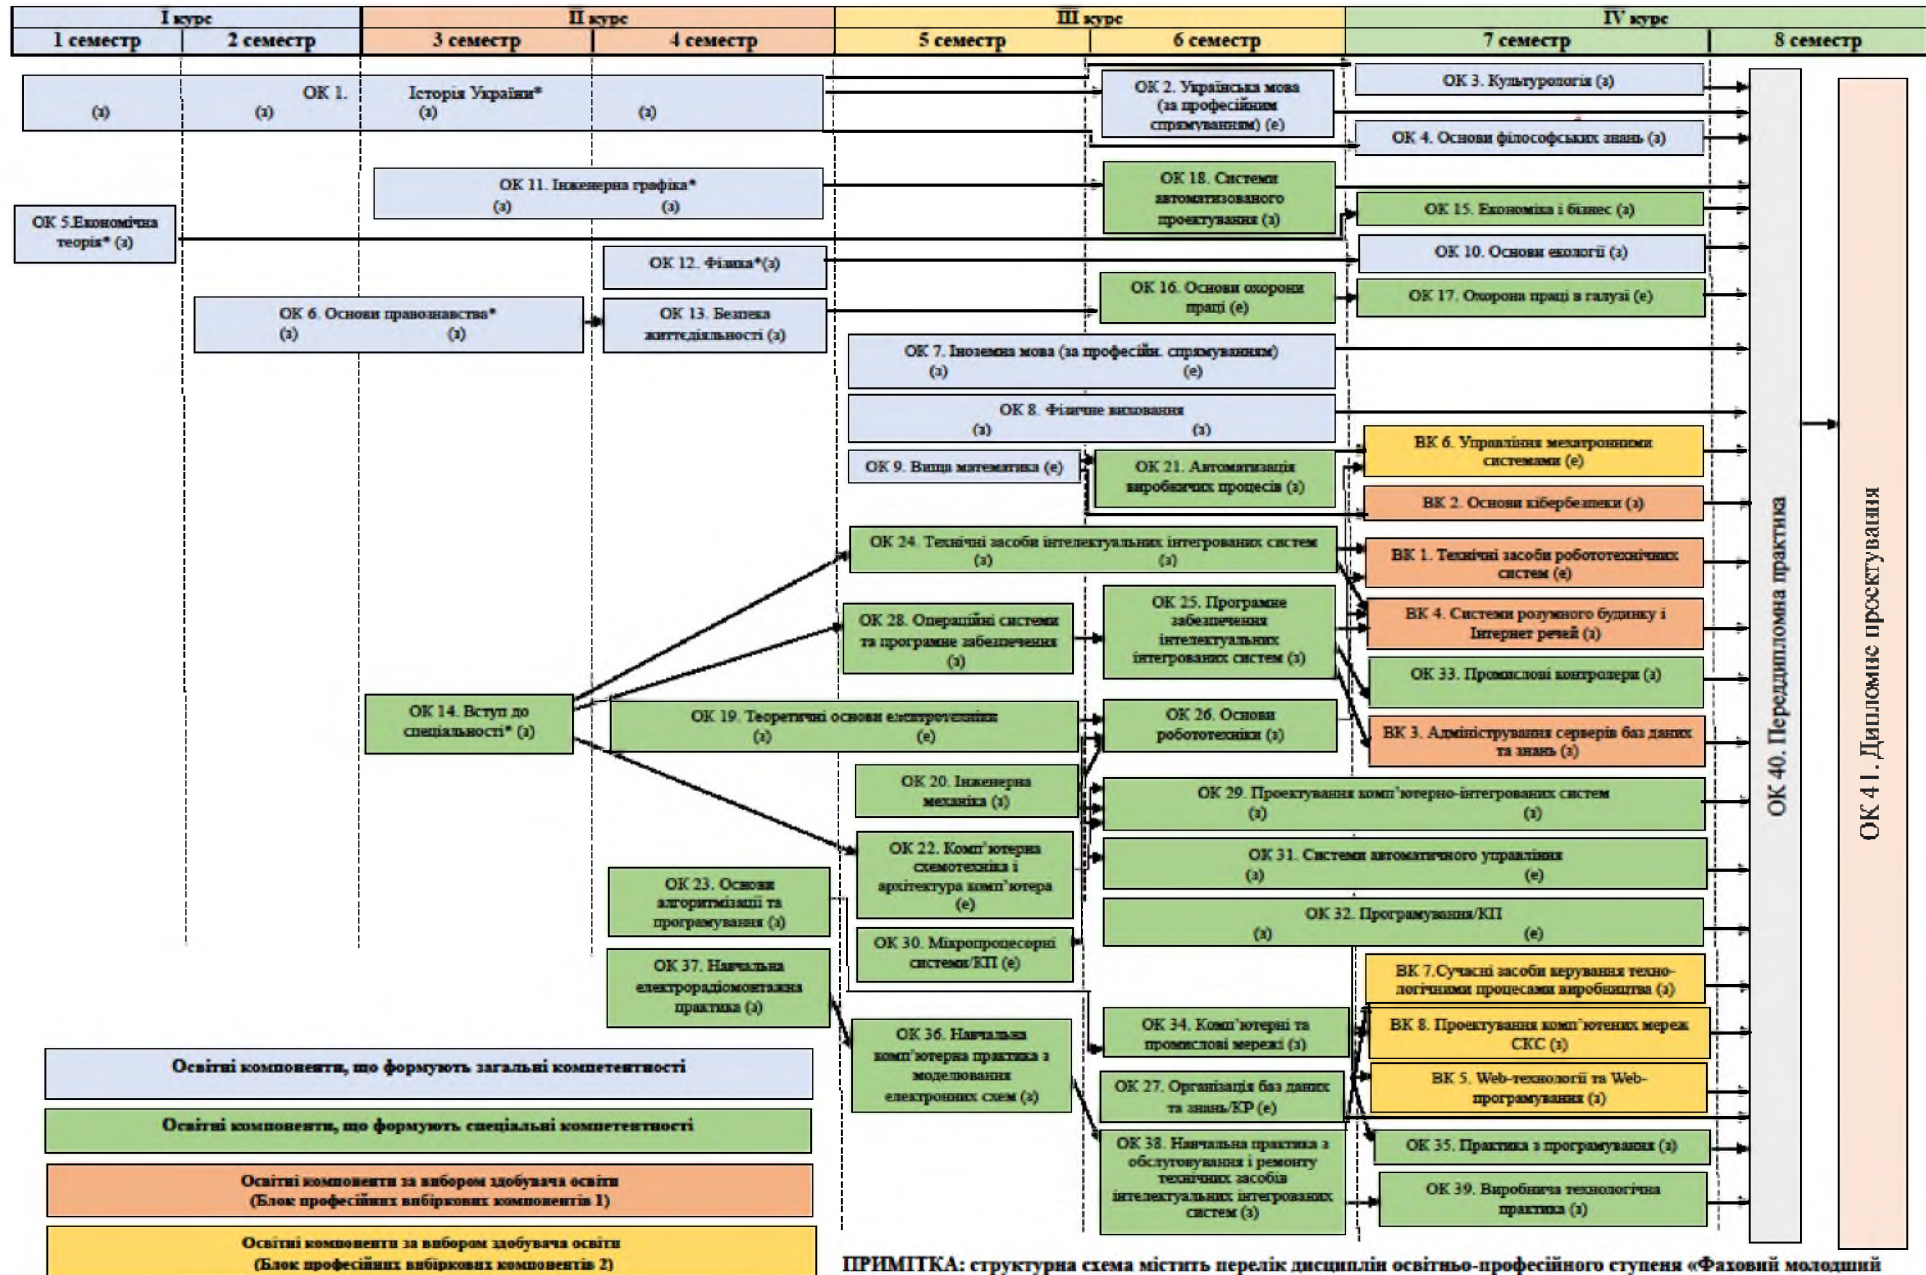 I курс
II курс
III курс
IV курс
1 семестр
2 семестр
3 семестр
4 семестр
5 семестр
6 семестр
7 семестр
8 семестр
ОК 1. Історія України*
(з) (з) (з) (з)
ОК 2. Українська мова
(за професійним
спрямуванням) (е)
ОК 3. Культурологія (з)
ОК 4. Основи філософських знань (з)
ОК 11. Інженерна графіка*
(з) (з)
ОК 18. Системи
автоматизованого
проектування (з)
ОК 5.Економічна
теорія* (з)
ОК 15. Економіка і бізнес (з)
ОК 12. Фізика*(з)
ОК 10. Основи екології (з)
ОК 16. Основи охорони
праці (е)
ОК 17. Охорона праці в галузі (е)
ОК 6. Основи правознавства*
(з) (з)
ОК 13. Безпека
життєдіяльності (з)
ОК 7. Іноземна мова (за професійн. спрямуванням)
(з) (е)
ОК 8. Фізичне виховання
(з) (з)
ОК 9. Вища математика (е)
ОК 21. Автоматизація
виробничих процесів (з)
ВК 6. Управління мехатронними
системами (е)
ВК 2. Основи кібербезпеки (з)
ОК 24. Технічні засоби інтелектуальних інтегрованих систем
(з) (з)
ВК 1. Технічні засоби робототехнічних
систем (е)
ОК 28. Операційні системи
та програмне забезпечення
(з)
ОК 25. Програмне
забезпечення
інтелектуальних
інтегрованих систем (з)
ВК 4. Системи розумного будинку і
Інтернет речей (з)
ОК 33. Промислові контролери (з)
ОК 14. Вступ до
спеціальності* (з)
ОК 19. Теоретичні основи електротехніки
(з) (е)
ОК 26. Основи
робототехніки (з)
ВК 3. Адміністрування серверів баз даних
та знань (з)
ОК 20. Інженерна
механіка (з)
ОК 29. Проектування комп’ютерно-інтегрованих систем
(з) (з)
ОК 22. Комп’ютерна
схемотехніка і
архітектура комп’ютера
(е)
ОК 31. Системи автоматичного управління
(з) (е)
ОК 23. Основи
алгоритмізації та
програмування (з)
ОК 32. Програмування/КП
(з) (е)
ОК 30. Мікропроцесорні
системи/КП (е)
ОК 37. Навчальна
електрорадіомонтажна
практика (з)
ВК 7.Сучасні засоби керування техно-
логічними процесами виробництва (з)
ОК 36. Навчальна
комп’ютерна практика з
моделювання
електронних схем (з)
ОК 34. Комп’ютерні та
промислові мережі (з)
ВК 8. Проектування комп’ютених мереж
СКС (з)
ОК 27. Організація баз даних
та знань/КР (е)
ВК 5. Web-технології та Web-
програмування (з)
ОК 38. Навчальна практика з
обслуговування і ремонту
технічних засобів
інтелектуальних інтегрованих
систем (з)
ОК 35. Практика з програмування (з)
ОК 39. Виробнича технологічна
практика (з)
ОК 40. Переддипломна практика
ОК 41. Дипломне проєктування
Освітні компоненти, що формують загальні компетентності
Освітні компоненти, що формують спеціальні компетентності
Освітні компоненти за вибором здобувача освіти
(Блок професійних вибіркових компонентів 1)
Освітні компоненти за вибором здобувача освіти
(Блок професійних вибіркових компонентів 2)
ПРИМІТКА: структурна схема містить перелік дисциплін освітньо-професійного ступеня «Фаховий молодший